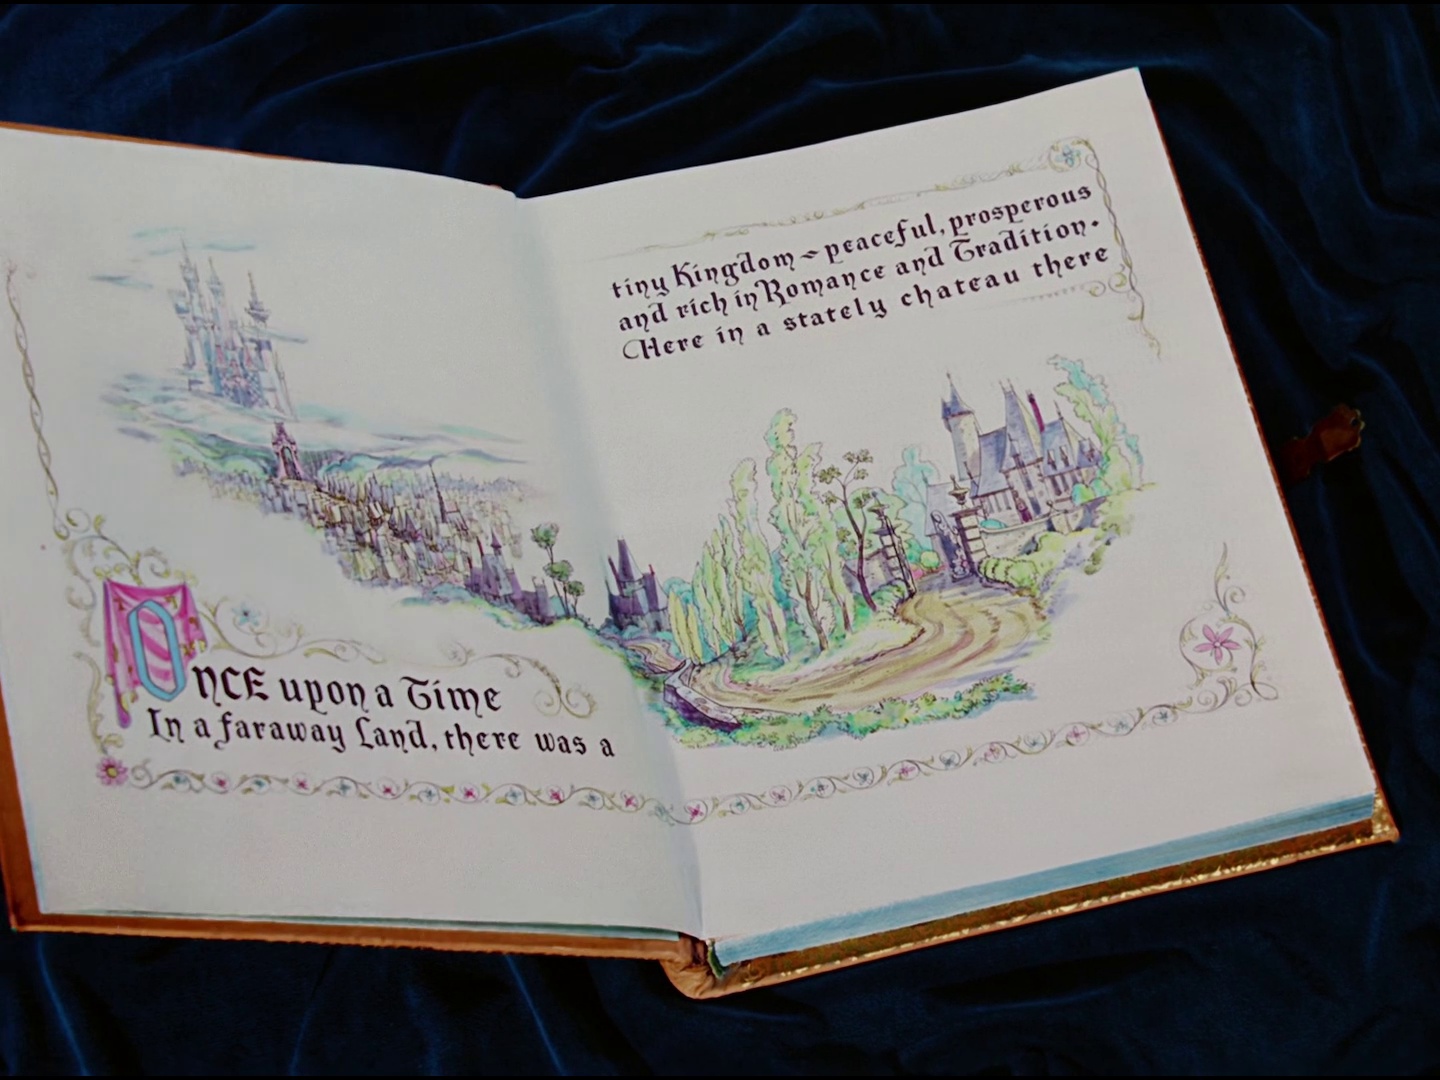 ONCE upon a Time
In a faraway Land, there was a
tiny Kingdom ~ peaceful, prosperous
and rich in Romance and Tradition.
Here in a stately chateau there